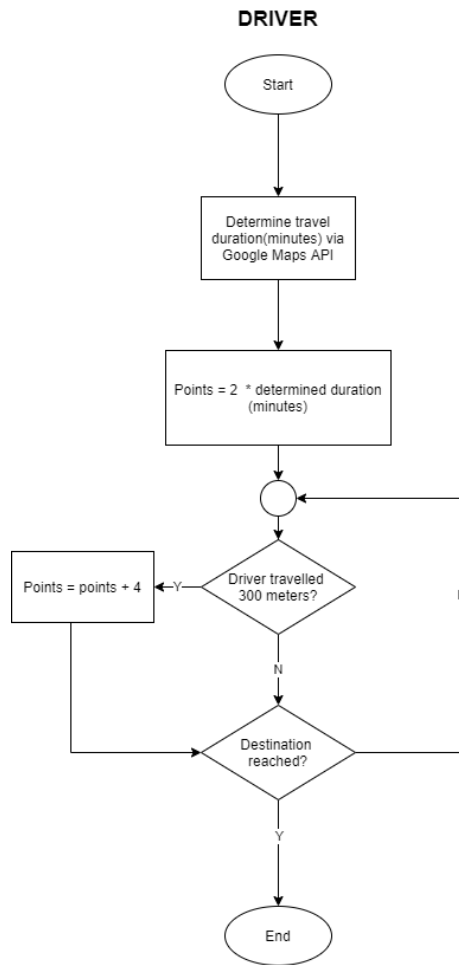 DRIVER
Start
Determine travel
duration(minutes) via
Google Maps API
Points = 2 * determined duration
(minutes)
Driver travelled
300 meters?
Y
Points = points + 4
N
Destination
reached?
Y
End